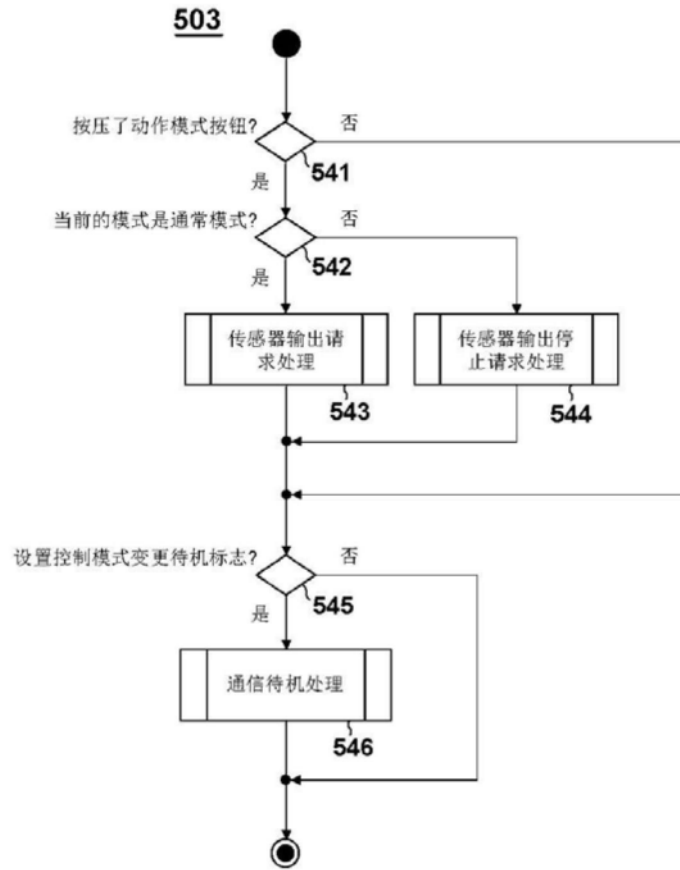 503
按压了动作模式按钮?
否
541
是
当前的模式是通常模式?
否
542
是
传感器输出请
求处理
543
传感器输出停
止请求处理
544
设置控制模式变更待机标志?
否
545
是
通信待机处理
546